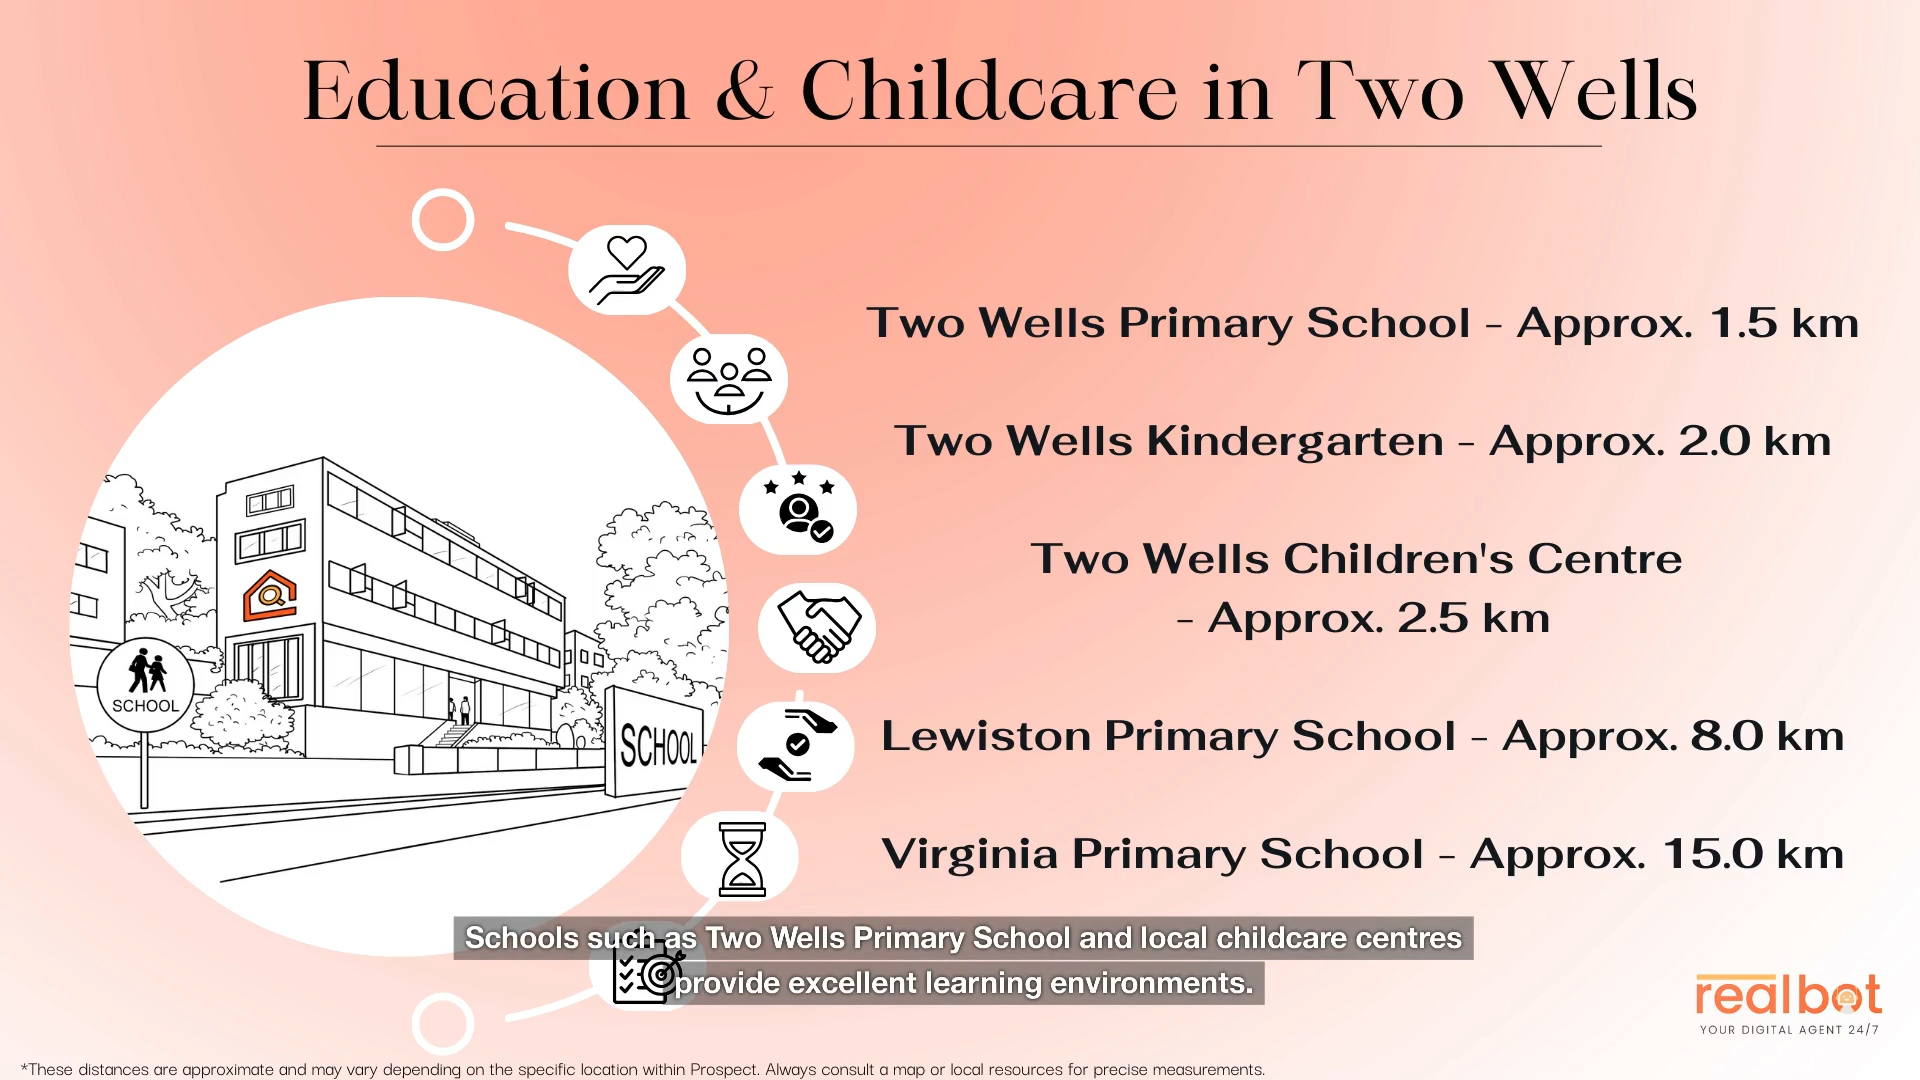 Education & Childcare in Two Wells
Two Wells Primary School - Approx. 1.5 km
Two Wells Kindergarten - Approx. 2.0 km
Two Wells Children's Centre
- Approx. 2.5 km
Lewiston Primary School - Approx. 8.0 km
Virginia Primary School - Approx. 15.0 km
SCHOOL
SCHOOL
Schools such as Two Wells Primary School and local childcare centres
provide excellent learning environments.
realbot
YOUR DIGITAL AGENT 24/7
*These distances are approximate and may vary depending on the specific location within Prospect. Always consult a map or local resources for precise measurements.